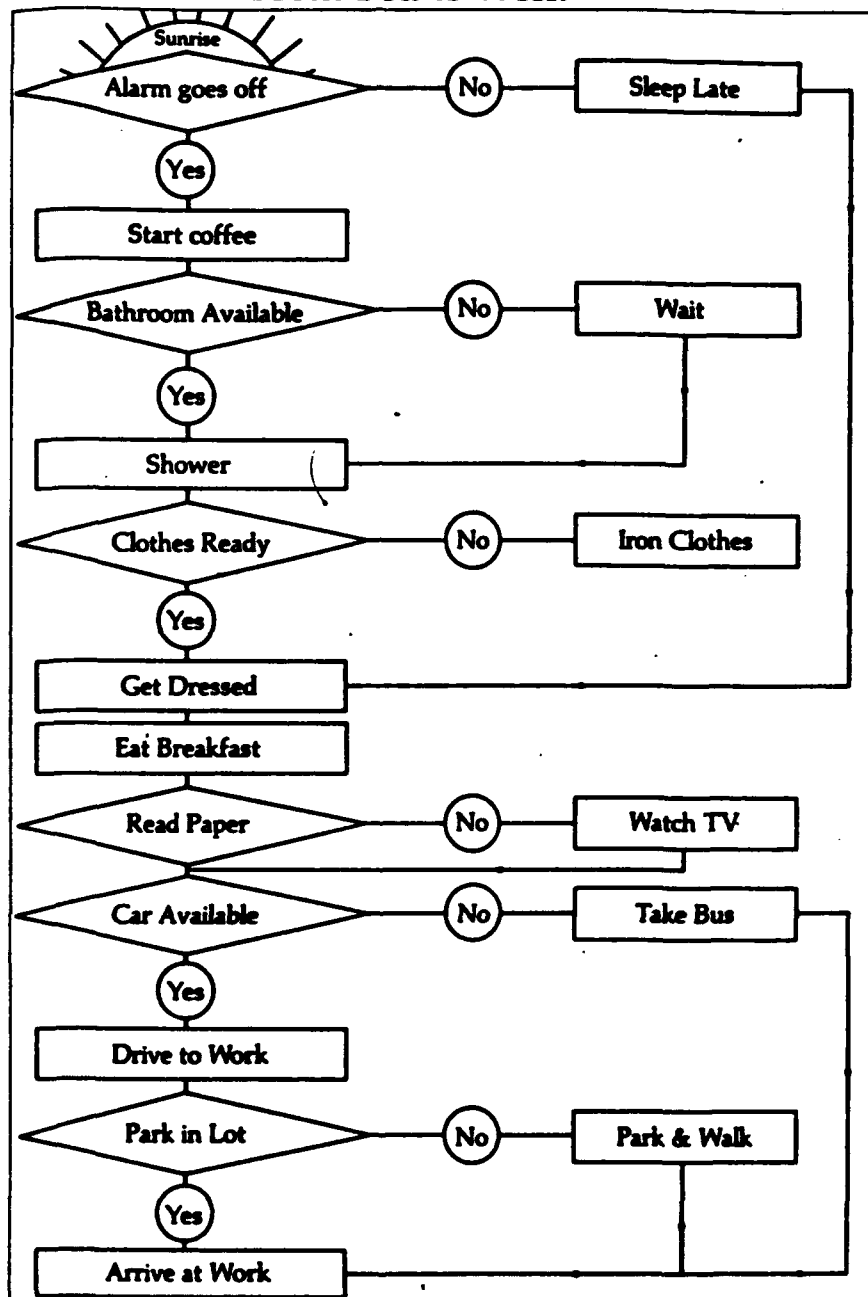 Sunrise
Alarm goes off
No
Sleep Late
Yes
Start coffee
Bathroom Available
No
Wait
Yes
Shower
Clothes Ready
No
Iron Clothes
Yes
Get Dressed
Eat Breakfast
Read Paper
No
Watch TV
Car Available
No
Take Bus
Yes
Drive to Work
Park in Lot
No
Park & Walk
Yes
Arrive at Work